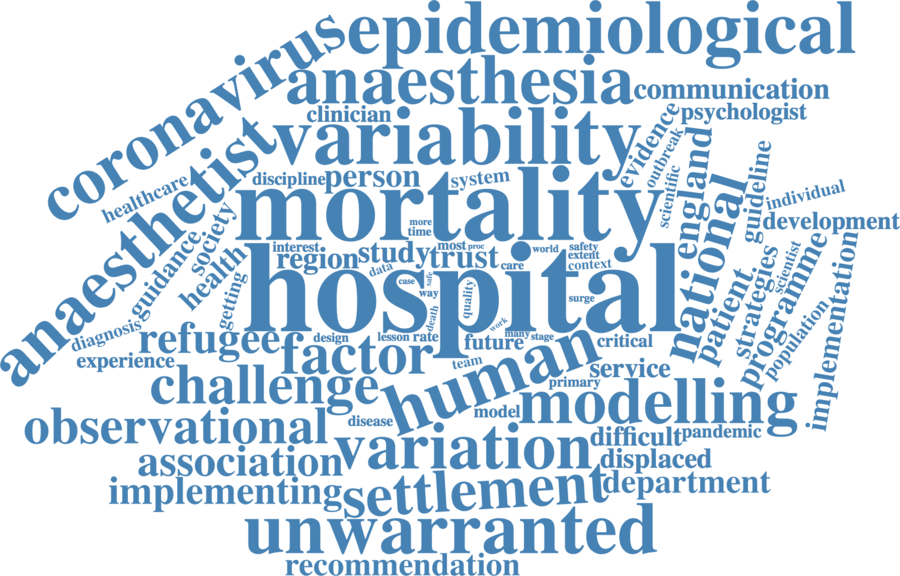 epidemiological
coronavirus
anaesthesia
communication
clinician
psychologist
variability
evidence
outbreak
scientific
england
anaesthetist
healthcare
discipline
person
system
guideline
individual
mortality
national
development
society
guidance
health
more
time
interest
region
study
most
proc
world
safety
extent
context
trust
care
data
hospital
case
safe
way
death
quality
surge
work
getting
patient
strategies
scientist
programme
population
implementation
diagnosis
experience
refugee
design
lesson
rate
future
many
stage
critical
factor
team
human
service
primary
challenge
disease
model
modelling
observational
variation
difficult
pandemic
association
displaced
implementing
settlement
department
unwarranted
recommendation